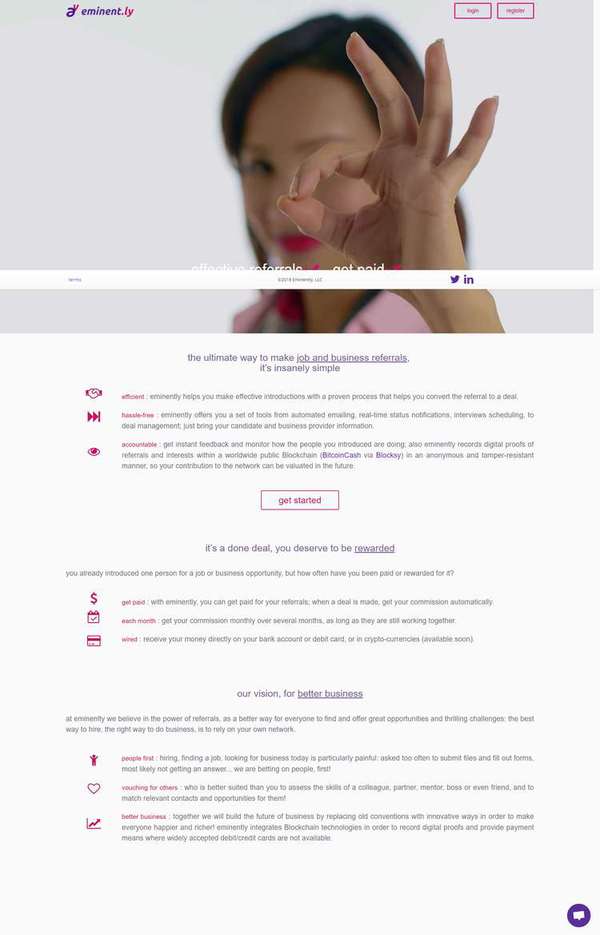 eminent.ly
login
register
effective referrals
get paid
terms
©2018 Eminently, LLC
the ultimate way to make job and business referrals,
it's insanely simple
efficient : eminently helps you make effective introductions with a proven process that helps you convert the referral to a deal.
hassle-free : eminently offers you a set of tools from automated emailing, real-time status notifications, interviews scheduling, to
deal management; just bring your candidate and business provider information.
accountable : get instant feedback and monitor how the people you introduced are doing; also eminently records digital proofs of
referrals and interests within a worldwide public Blockchain (BitcoinCash via Blocksy) in an anonymous and tamper-resistant
manner, so your contribution to the network can be valuated in the future.
get started
it's a done deal, you deserve to be rewarded
you already introduced one person for a job or business opportunity, but how often have you been paid or rewarded for it?
get paid : with eminently, you can get paid for your referrals; when a deal is made, get your commission automatically.
each month : get your commission monthly over several months, as long as they are still working together.
wired : receive your money directly on your bank account or debit card, or in crypto-currencies (available soon).
our vision, for better business
at eminenlty we believe in the power of referrals, as a better way for everyone to find and offer great opportunities and thrilling challenges; the best
way to hire, the right way to do business, is to rely on your own network.
people first : hiring, finding a job, looking for business today is particularly painful: asked too often to submit files and fill out forms,
most likely not getting an answer... we are betting on people, first!
vouching for others : who is better suited than you to assess the skills of a colleague, partner, mentor, boss or even friend, and to
match relevant contacts and opportunities for them!
better business : together we will build the future of business by replacing old conventions with innovative ways in order to make
everyone happier and richer! eminently integrates Blockchain technologies in order to record digital proofs and provide payment
means where widely accepted debit/credit cards are not available.